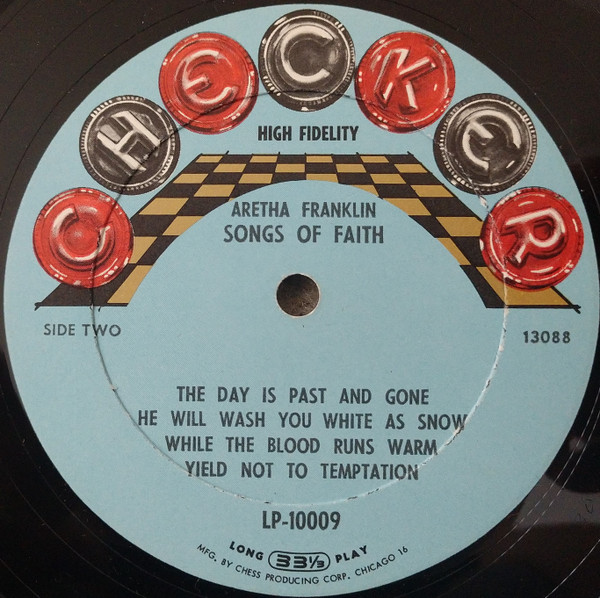 CHECKER
HIGH FIDELITY
ARETHA FRANKLIN
SONGS OF FAITH
SIDE TWO
13088
THE DAY IS PAST AND GONE
HE WILL WASH YOU WHITE AS SNOW
WHILE THE BLOOD RUNS WARM
YIELD NOT TO TEMPTATION
LP-10009
LONG 33⅓ PLAY
MFG. BY CHESS PRODUCING CORP. CHICAGO 16